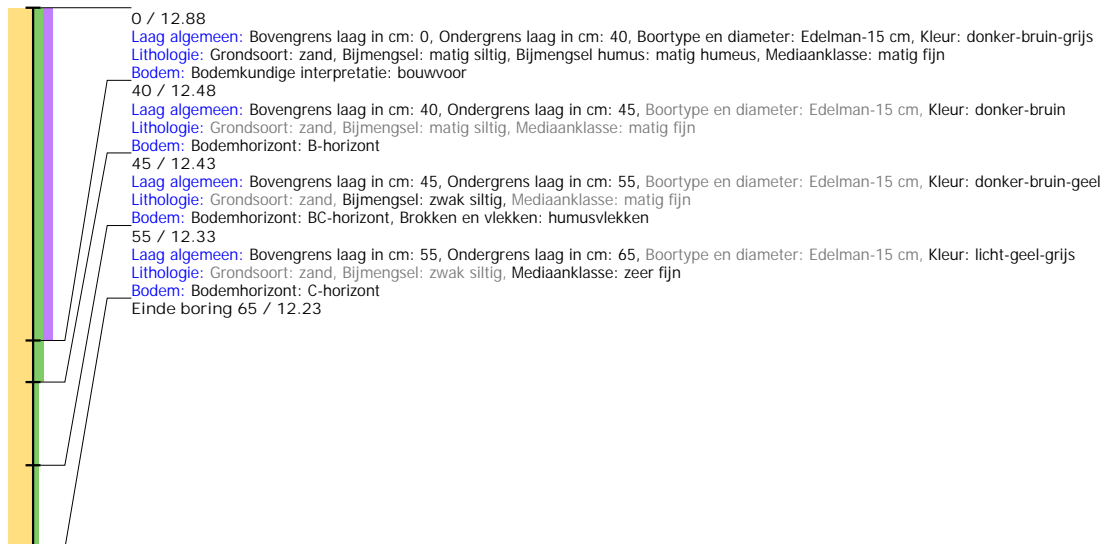 0 / 12.88
Laag algemeen: Bovengrens laag in cm: 0, Ondergrens laag in cm: 40, Boortype en diameter: Edelman-15 cm, Kleur: donker-bruin-grijs
Lithologie: Grondsoort: zand, Bijmengsel: matig siltig, Bijmengsel humus: matig humeus, Mediaanklasse: matig fijn
Bodem: Bodemkundige interpretatie: bouwvoor
40 / 12.48
Laag algemeen: Bovengrens laag in cm: 40, Ondergrens laag in cm: 45, Boortype en diameter: Edelman-15 cm, Kleur: donker-bruin
Lithologie: Grondsoort: zand, Bijmengsel: matig siltig, Mediaanklasse: matig fijn
Bodem: Bodemhorizont: B-horizont
45 / 12.43
Laag algemeen: Bovengrens laag in cm: 45, Ondergrens laag in cm: 55, Boortype en diameter: Edelman-15 cm, Kleur: donker-bruin-geel
Lithologie: Grondsoort: zand, Bijmengsel: zwak siltig, Mediaanklasse: matig fijn
Bodem: Bodemhorizont: BC-horizont, Brokken en vlekken: humusvlekken
55 / 12.33
Laag algemeen: Bovengrens laag in cm: 55, Ondergrens laag in cm: 65, Boortype en diameter: Edelman-15 cm, Kleur: licht-geel-grijs
Lithologie: Grondsoort: zand, Bijmengsel: zwak siltig, Mediaanklasse: zeer fijn
Bodem: Bodemhorizont: C-horizont
Einde boring 65 / 12.23